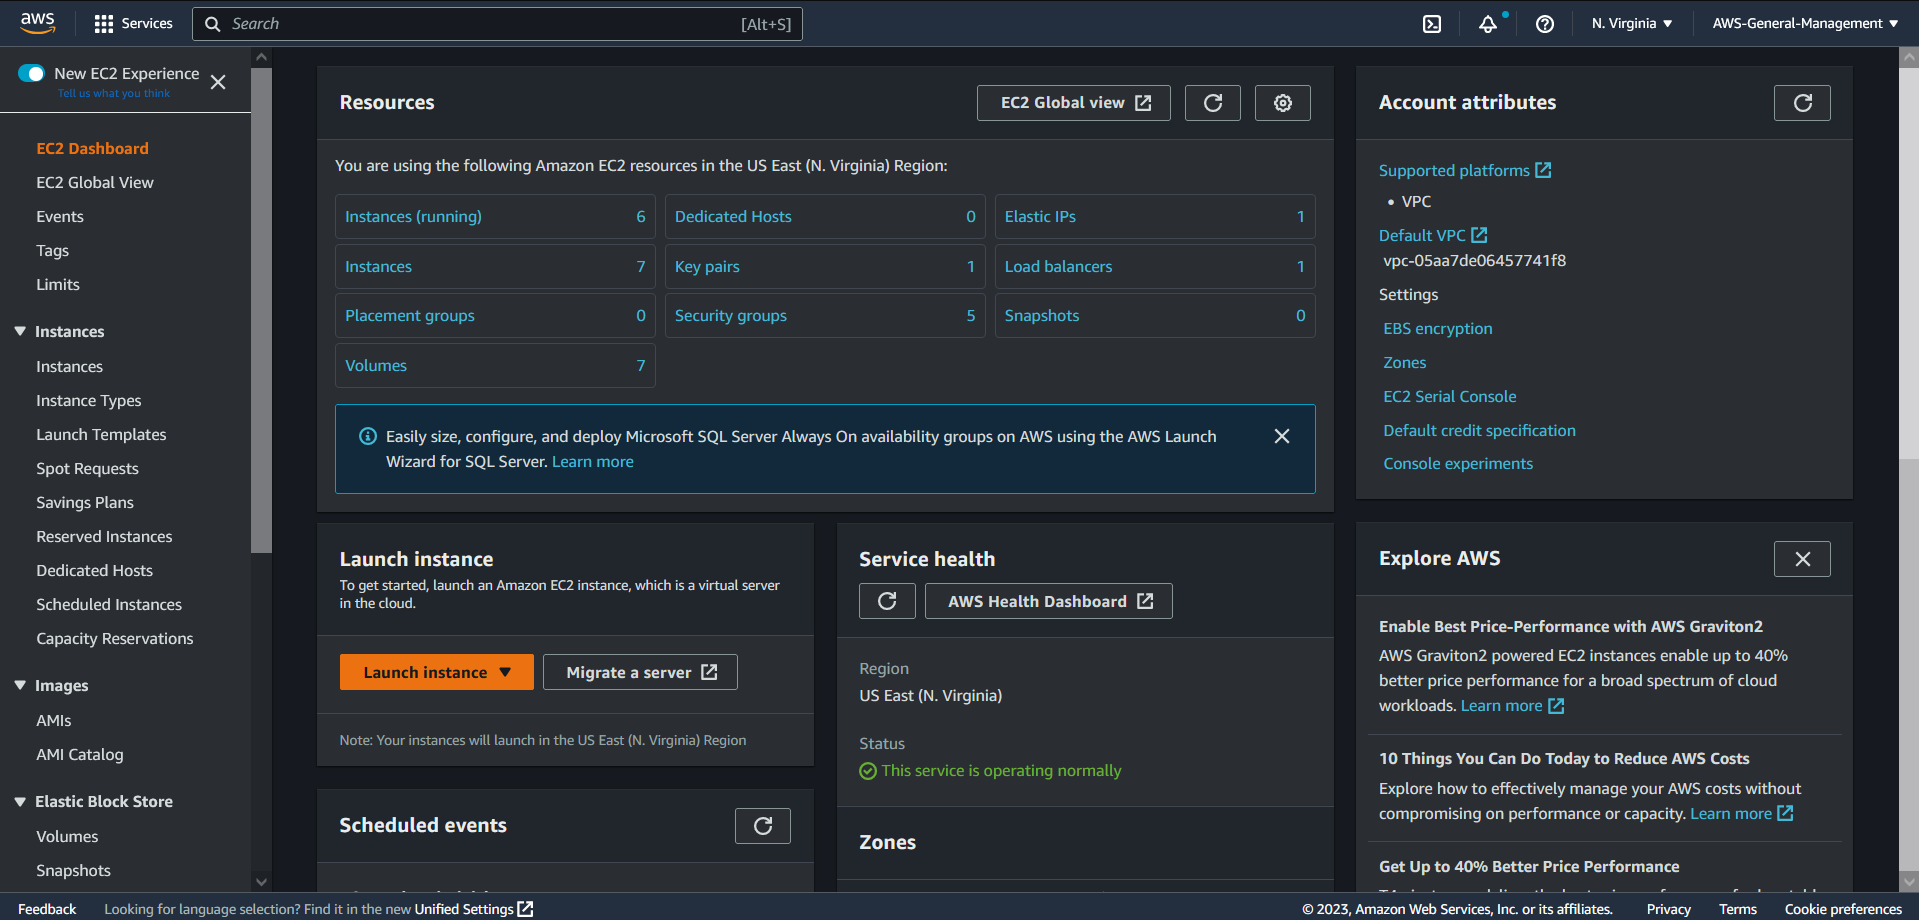 aws
Services
Search
[Alt+S]
N. Virginia
AWS-General-Management
New EC2 Experience
Tell us what you think
EC2 Dashboard
EC2 Global View
Events
Tags
Limits
Instances
Instances
Instance Types
Launch Templates
Spot Requests
Savings Plans
Reserved Instances
Dedicated Hosts
Scheduled Instances
Capacity Reservations
Images
AMIs
AMI Catalog
Elastic Block Store
Volumes
Snapshots
Resources
EC2 Global view
You are using the following Amazon EC2 resources in the US East (N. Virginia) Region:
Instances (running) 6
Dedicated Hosts 0
Elastic IPs 1
Instances 7
Key pairs 1
Load balancers 1
Placement groups 0
Security groups 5
Snapshots 0
Volumes 7
Easily size, configure, and deploy Microsoft SQL Server Always On availability groups on AWS using the AWS Launch
Wizard for SQL Server. Learn more
Launch instance
To get started, launch an Amazon EC2 instance, which is a virtual server
in the cloud.
Launch instance
Migrate a server
Note: Your instances will launch in the US East (N. Virginia) Region
Scheduled events
Service health
AWS Health Dashboard
Region
US East (N. Virginia)
Status
This service is operating normally
Zones
Account attributes
Supported platforms
• VPC
Default VPC
vpc-05aa7de06457741f8
Settings
EBS encryption
Zones
EC2 Serial Console
Default credit specification
Console experiments
Explore AWS
Enable Best Price-Performance with AWS Graviton2
AWS Graviton2 powered EC2 instances enable up to 40%
better price performance for a broad spectrum of cloud
workloads. Learn more
10 Things You Can Do Today to Reduce AWS Costs
Explore how to effectively manage your AWS costs without
compromising on performance or capacity. Learn more
Get Up to 40% Better Price Performance
Feedback
Looking for language selection? Find it in the new Unified Settings
© 2023, Amazon Web Services, Inc. or its affiliates.
Privacy
Terms
Cookie preferences